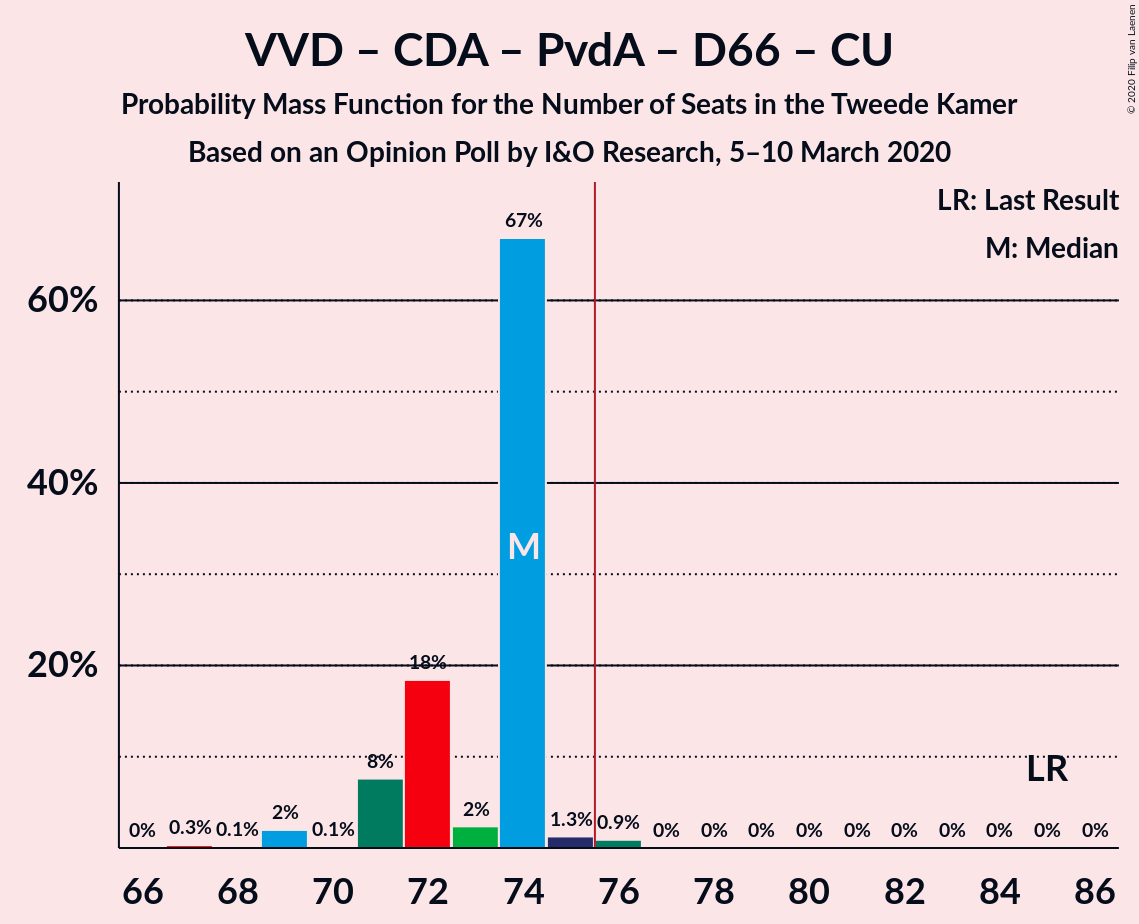 VVD – CDA – PvdA – D66 – CU
Probability Mass Function for the Number of Seats in the Tweede Kamer
Based on an Opinion Poll by I&O Research, 5–10 March 2020
© 2020 Filip van Laenen
LR: Last Result
M: Median
60%
40%
20%
0%
0.3%
0.1%
2%
0.1%
8%
18%
2%
67%
1.3%
0.9%
0%
0%
0%
0%
0%
0%
0%
0%
0%
0%
M
LR
66 68 70 72 74 76 78 80 82 84 86